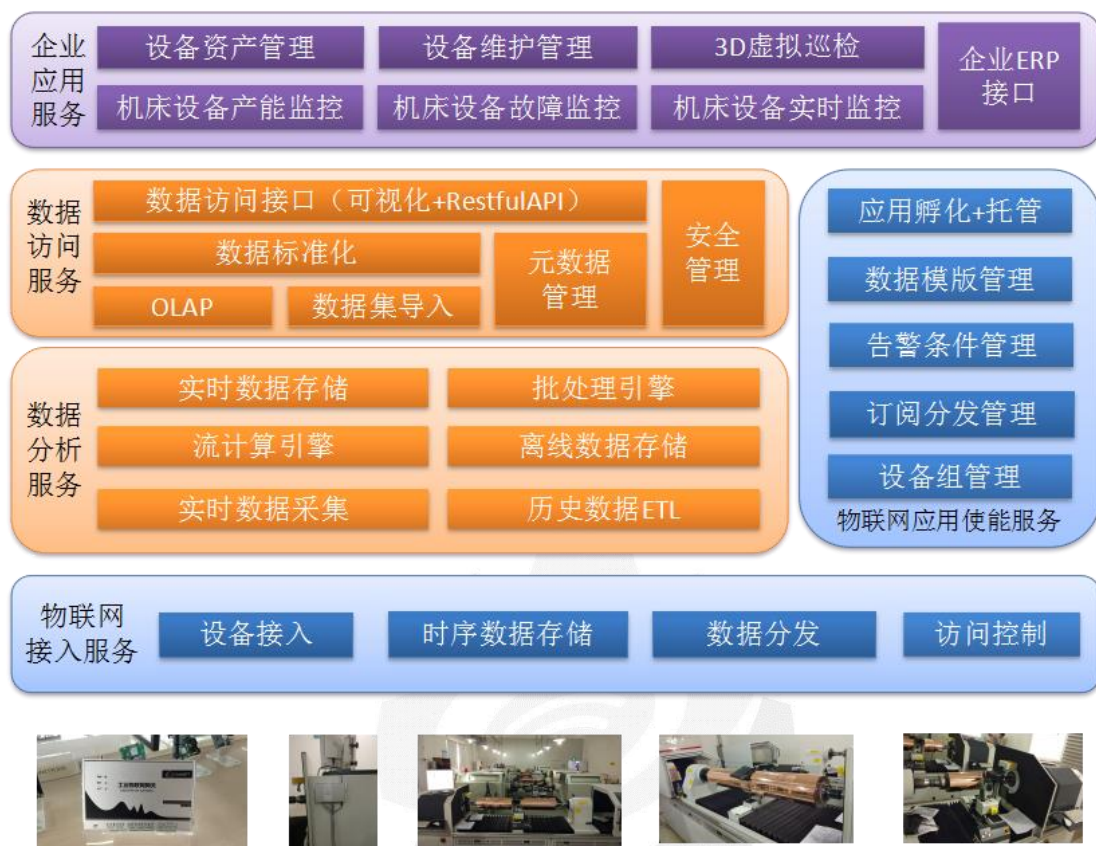 企业
应用
服务
设备资产管理
设备维护管理
3D虚拟巡检
企业ERP
接口
机床设备产能监控
机床设备故障监控
机床设备实时监控
数据
访问
服务
数据访问接口（可视化+RestfulAPI）
安全
管理
数据标准化
元数据
管理
OLAP
数据集导入
数据
分析
服务
实时数据存储
批处理引擎
流计算引擎
离线数据存储
实时数据采集
历史数据ETL
应用孵化+托管
数据模版管理
告警条件管理
订阅分发管理
设备组管理
物联网应用使能服务
物联网
接入服务
设备接入
时序数据存储
数据分发
访问控制